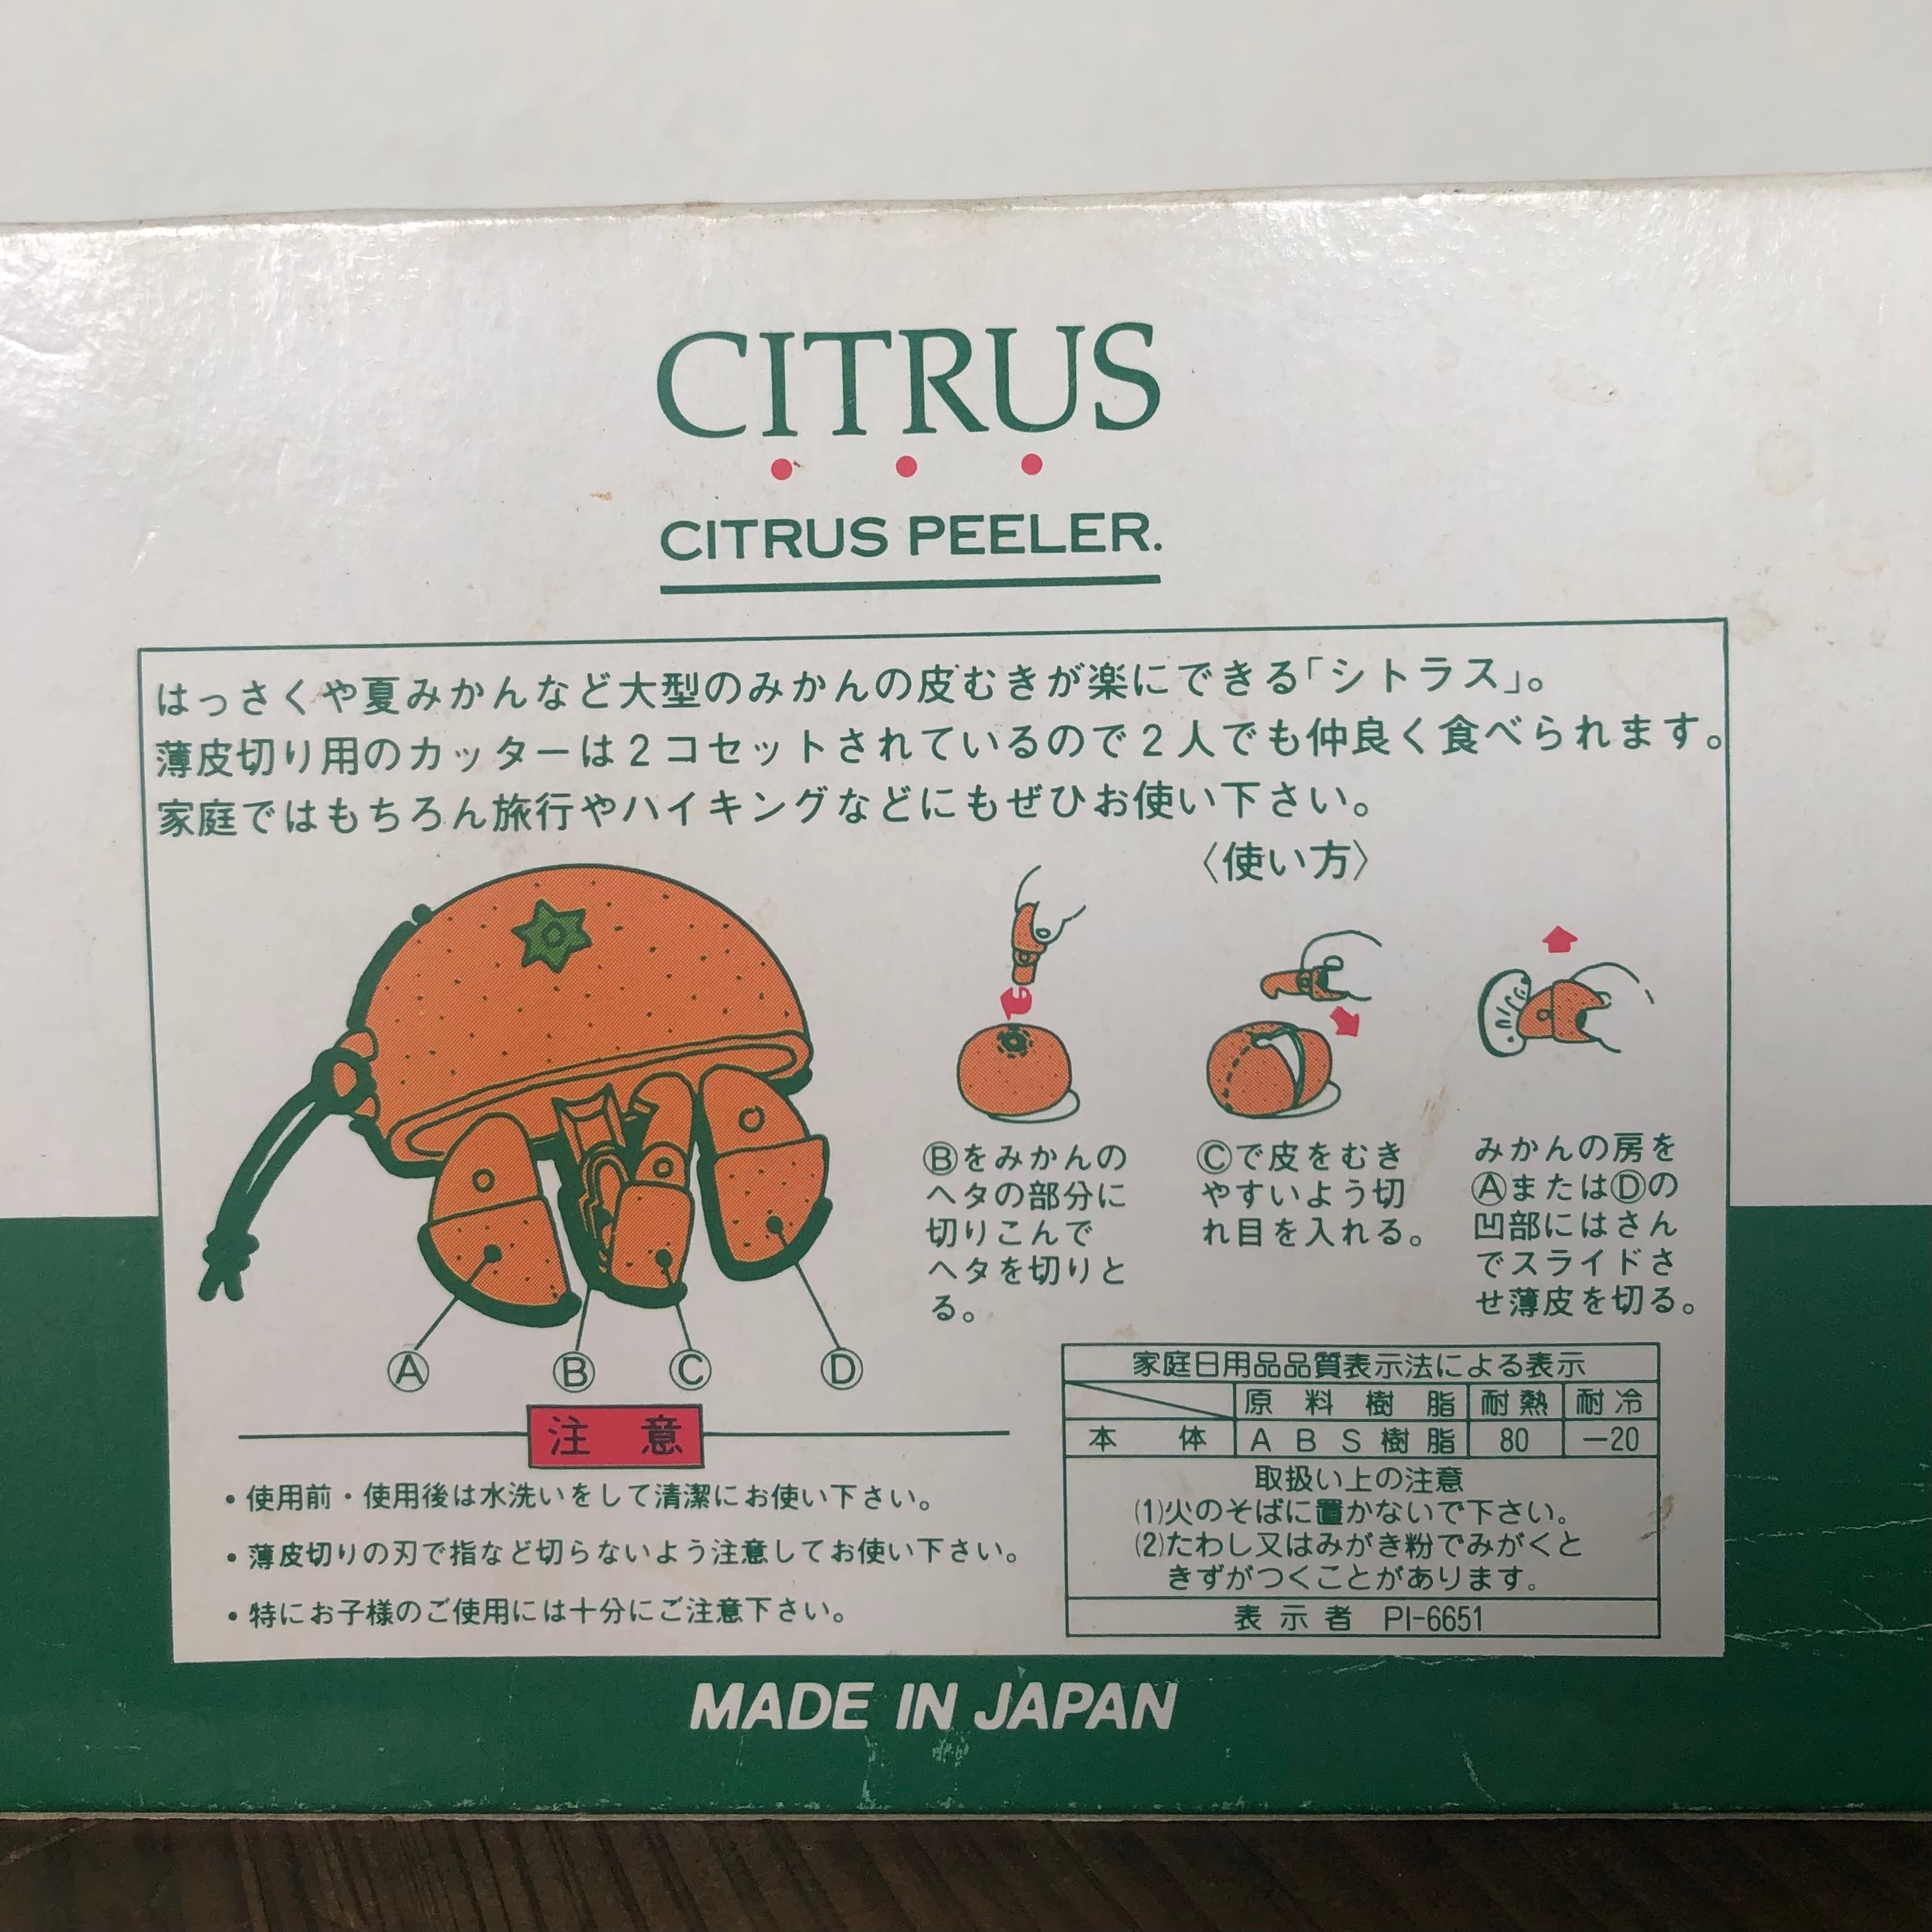 CITRUS
CITRUS PEELER.
はっさくや夏みかんなど大型のみかんの皮むきが楽にできる「シトラス」。
薄皮切り用のカッターは2コセットされているので2人でも仲良く食べられます。
家庭ではもちろん旅行やハイキングなどにもぜひお使い下さい。
〈使い方〉
Ⓑをみかんの
ヘタの部分に
切りこんで
ヘタを切りと
る。
Ⓒで皮をむき
やすいよう切
れ目を入れる。
みかんの房を
ⒶまたはⒹの
凹部にはさん
でスライドさ
せ薄皮を切る。
Ⓐ Ⓑ Ⓒ Ⓓ
注意
・使用前・使用後は水洗いをして清潔にお使い下さい。
・薄皮切りの刃で指など切らないよう注意してお使い下さい。
・特にお子様のご使用には十分にご注意下さい。
家庭日用品品質表示法による表示
原料樹脂 耐熱 耐冷
本体 ABS樹脂 80 －20
取扱い上の注意
(1)火のそばに置かないで下さい。
(2)たわし又はみがき粉でみがくと
きずがつくことがあります。
表示者 PI-6651
MADE IN JAPAN